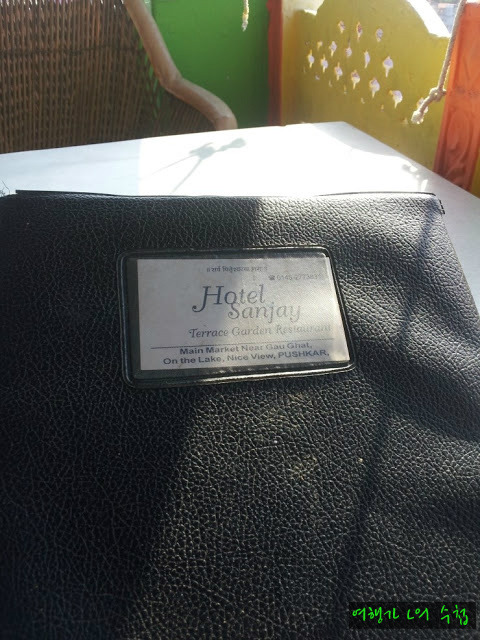 Hotel
Sanjay
Terrace Garden Restaurant
Main Market Near Gau Ghat,
On the Lake, Nice View, PUSHKAR,
여행가 L의 수첩